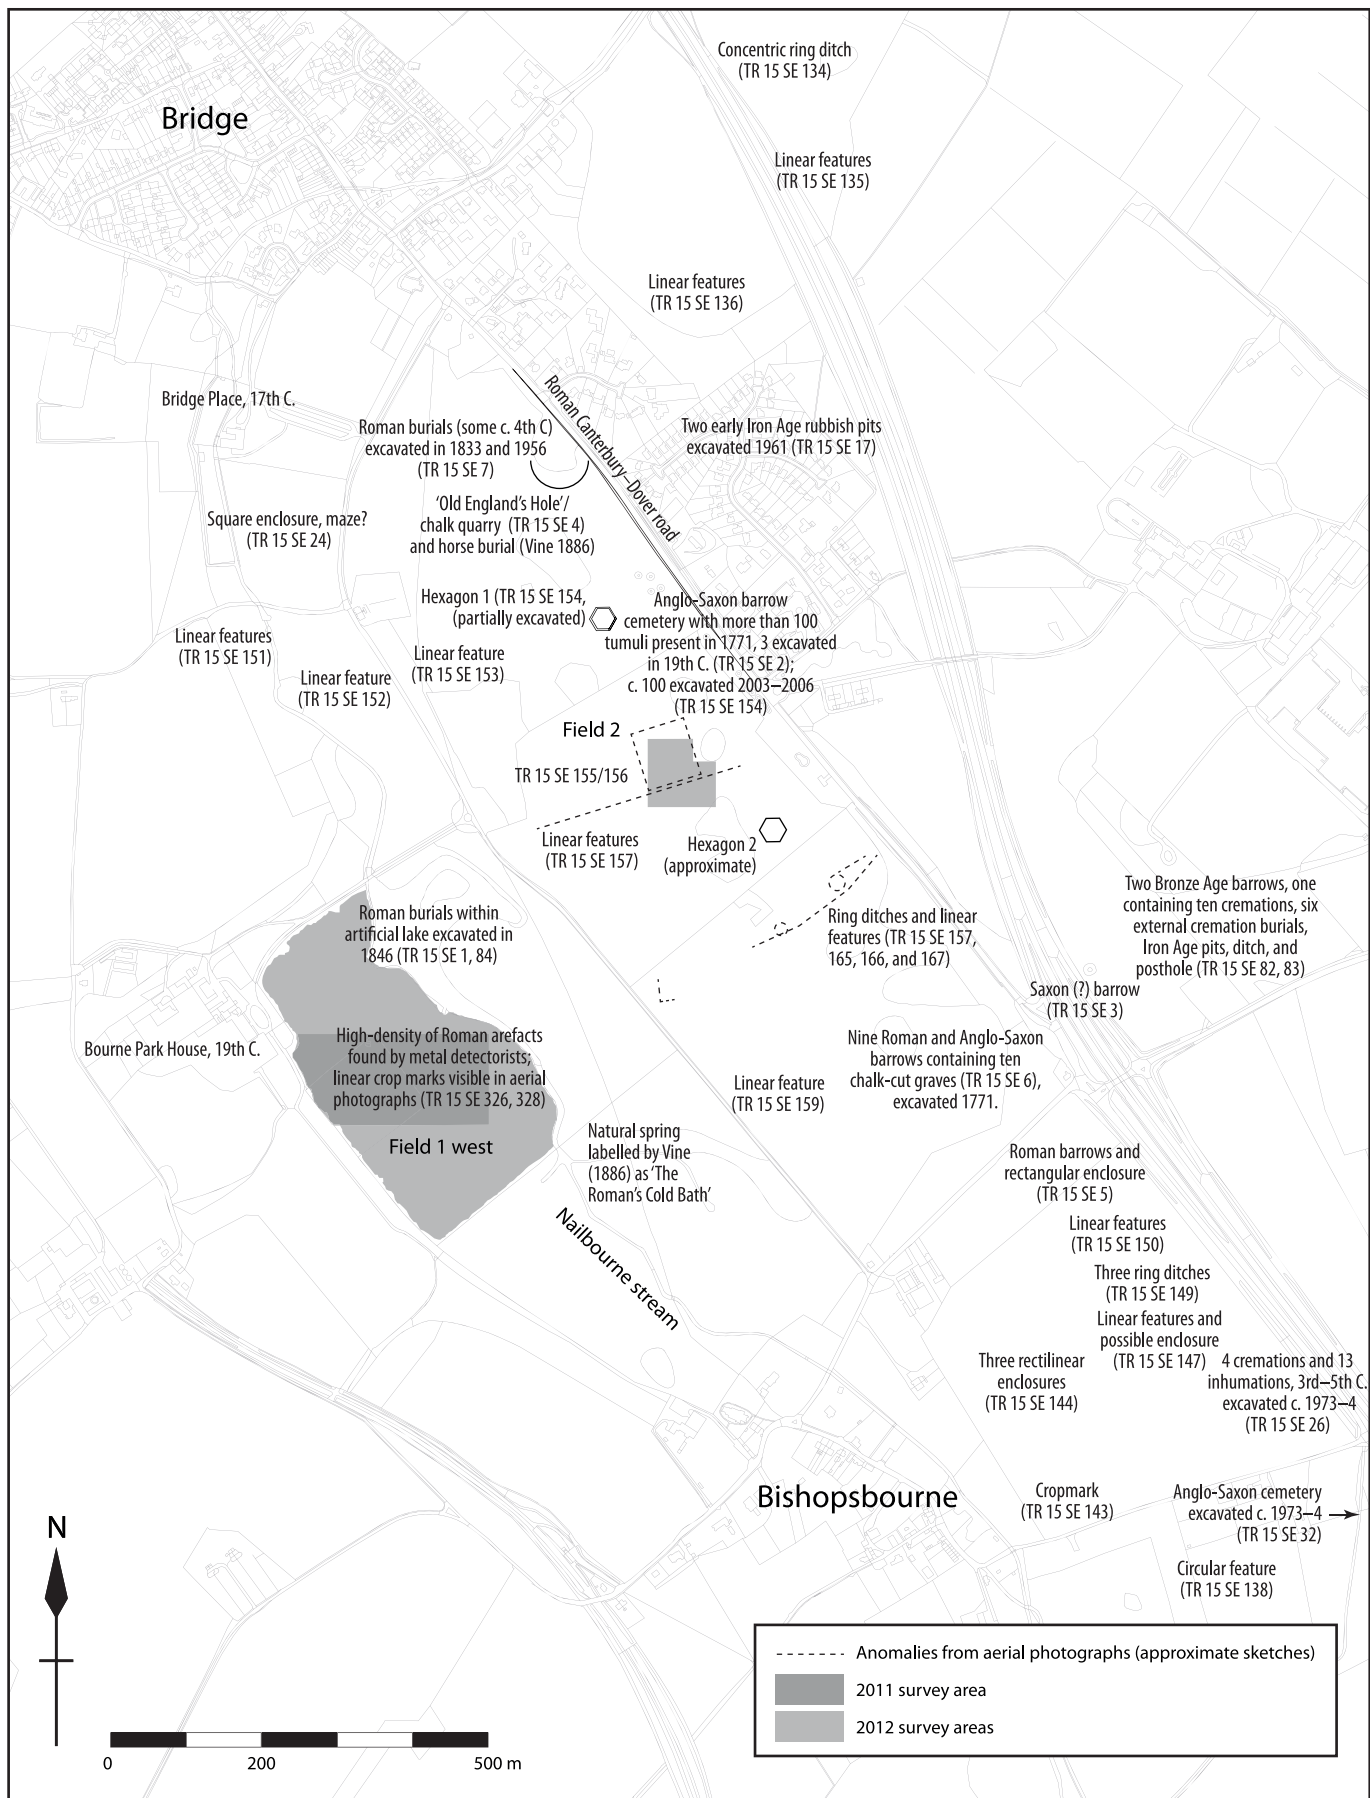 Concentric ring ditch
(TR 15 SE 134)
Bridge
Linear features
(TR 15 SE 135)
Linear features
(TR 15 SE 136)
Bridge Place, 17th C.
Roman Canterbury–Dover road
Roman burials (some c. 4th C)
excavated in 1833 and 1956
(TR 15 SE 7)
Two early Iron Age rubbish pits
excavated 1961 (TR 15 SE 17)
'Old England's Hole'/
chalk quarry (TR 15 SE 4)
and horse burial (Vine 1886)
Square enclosure, maze?
(TR 15 SE 24)
Hexagon 1 (TR 15 SE 154,
(partially excavated)
Anglo-Saxon barrow
cemetery with more than 100
tumuli present in 1771, 3 excavated
in 19th C. (TR 15 SE 2);
c. 100 excavated 2003–2006
(TR 15 SE 154)
Linear features
(TR 15 SE 151)
Linear feature
(TR 15 SE 153)
Linear feature
(TR 15 SE 152)
Field 2
TR 15 SE 155/156
Linear features
(TR 15 SE 157)
Hexagon 2
(approximate)
Roman burials within
artificial lake excavated in
1846 (TR 15 SE 1, 84)
Ring ditches and linear
features (TR 15 SE 157,
165, 166, and 167)
Two Bronze Age barrows, one
containing ten cremations, six
external cremation burials,
Iron Age pits, ditch, and
posthole (TR 15 SE 82, 83)
Saxon (?) barrow
(TR 15 SE 3)
Bourne Park House, 19th C.
High-density of Roman arefacts
found by metal detectorists;
linear crop marks visible in aerial
photographs (TR 15 SE 326, 328)
Field 1 west
Nine Roman and Anglo-Saxon
barrows containing ten
chalk-cut graves (TR 15 SE 6),
excavated 1771.
Linear feature
(TR 15 SE 159)
Natural spring
labelled by Vine
(1886) as 'The
Roman's Cold Bath'
Nailbourne stream
Roman barrows and
rectangular enclosure
(TR 15 SE 5)
Linear features
(TR 15 SE 150)
Three ring ditches
(TR 15 SE 149)
Linear features and
possible enclosure
(TR 15 SE 147)
Three rectilinear
enclosures
(TR 15 SE 144)
4 cremations and 13
inhumations, 3rd–5th C.
excavated c. 1973–4
(TR 15 SE 26)
Bishopsbourne
Cropmark
(TR 15 SE 143)
Anglo-Saxon cemetery
excavated c. 1973–4
(TR 15 SE 32)
Circular feature
(TR 15 SE 138)
N
0 200 500 m
Anomalies from aerial photographs (approximate sketches)
2011 survey area
2012 survey areas